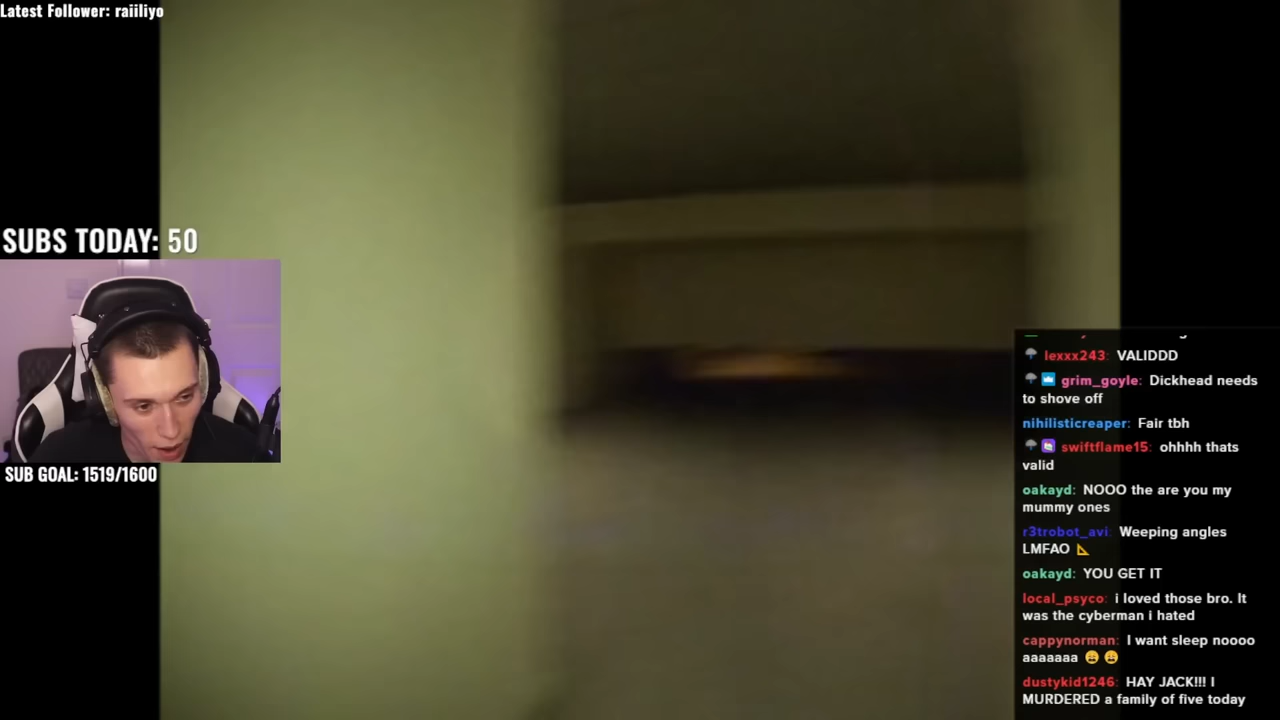 Latest Follower: raiiliyo
SUBS TODAY: 50
SUB GOAL: 1519/1600
lexxx243: VALIDDD
grim_goyle: Dickhead needs
to shove off
nihilisticreaper: Fair tbh
swiftflame15: ohhhh thats
valid
oakayd: NOOO the are you my
mummy ones
r3trobot_avi: Weeping angles
LMFAO 📐
oakayd: YOU GET IT
local_psyco: i loved those bro. It
was the cyberman i hated
cappynorman: I want sleep noooo
aaaaaaa 😩 😩
dustykid1246: HAY JACK!!! I
MURDERED a family of five today